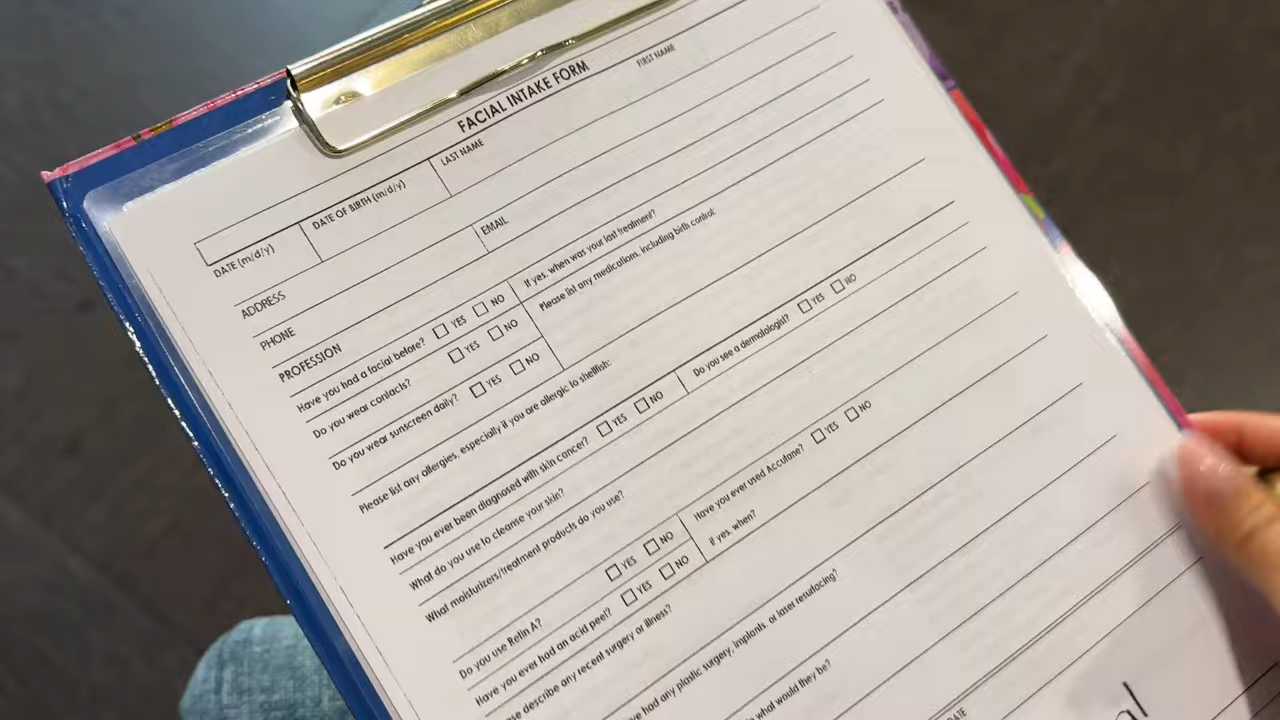 FACIAL INTAKE FORM
DATE (m/d/y) DATE OF BIRTH (m/d/y) LAST NAME FIRST NAME
ADDRESS
PHONE EMAIL
PROFESSION
Have you had a facial before? YES NO If yes, when was your last treatment?
Do you wear contacts? YES NO Please list any medications, including birth control:
Do you wear sunscreen daily? YES NO
Please list any allergies, especially if you are allergic to shellfish:
Have you ever been diagnosed with skin cancer? YES NO Do you see a dermatologist? YES NO
What do you use to cleanse your skin?
What moisturizers/treatment products do you use?
Do you use Retin A? YES NO Have you ever used Accutane? YES NO
Have you ever had an acid peel? YES NO If yes, when?
describe any recent surgery or illness?
have had any plastic surgery, implants, or laser resurfacing?
what would they be?
DATE